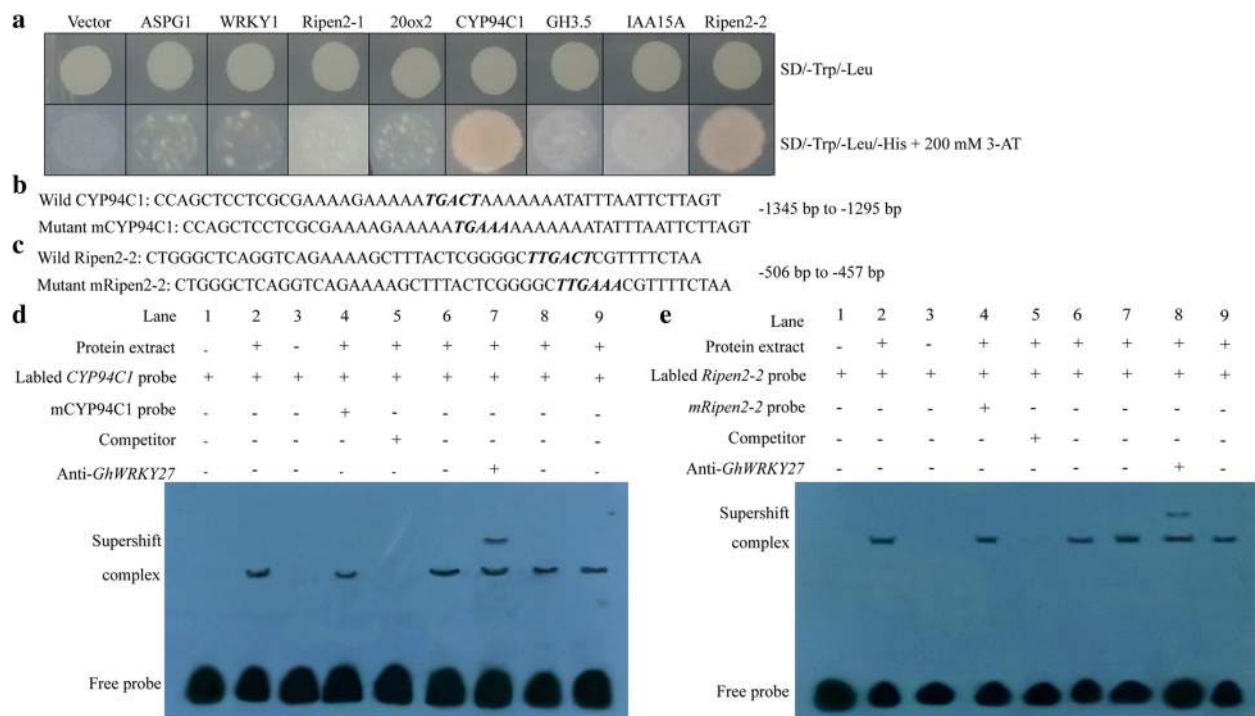 a Vector ASPG1 WRKY1 Ripen2-1 20ox2 CYP94C1 GH3.5 IAA15A Ripen2-2
SD/-Trp/-Leu
SD/-Trp/-Leu/-His + 200 mM 3-AT
b
Wild CYP94C1: CCAGCTCCTCGCGAAAAGAAAAATGACTAAAAAAATATTTAATTCTTAGT
-1345 bp to -1295 bp
Mutant mCYP94C1: CCAGCTCCTCGCGAAAAGAAAAATGAAAAAAAAAATATTTAATTCTTAGT
c
Wild Ripen2-2: CTGGGCTCAGGTCAGAAAAGCTTTACTCGGGGCTTGACTCGTTTTCTAA
-506 bp to -457 bp
Mutant mRipen2-2: CTGGGCTCAGGTCAGAAAAGCTTTACTCGGGGCTTGAAACGTTTTCTAA
d Lane 1 2 3 4 5 6 7 8 9
Protein extract - + - + + + + + +
Labled CYP94C1 probe + + + + + + + + +
mCYP94C1 probe - - - + - - - - -
Competitor - - - - + - - - -
Anti-GhWRKY27 - - - - - - + - -
Supershift
complex
Free probe
e Lane 1 2 3 4 5 6 7 8 9
Protein extract - + - + + + + + +
Labled Ripen2-2 probe + + + + + + + + +
mRipen2-2 probe - - - + - - - - -
Competitor - - - - + - - - -
Anti-GhWRKY27 - - - - - - - + -
Supershift
complex
Free probe